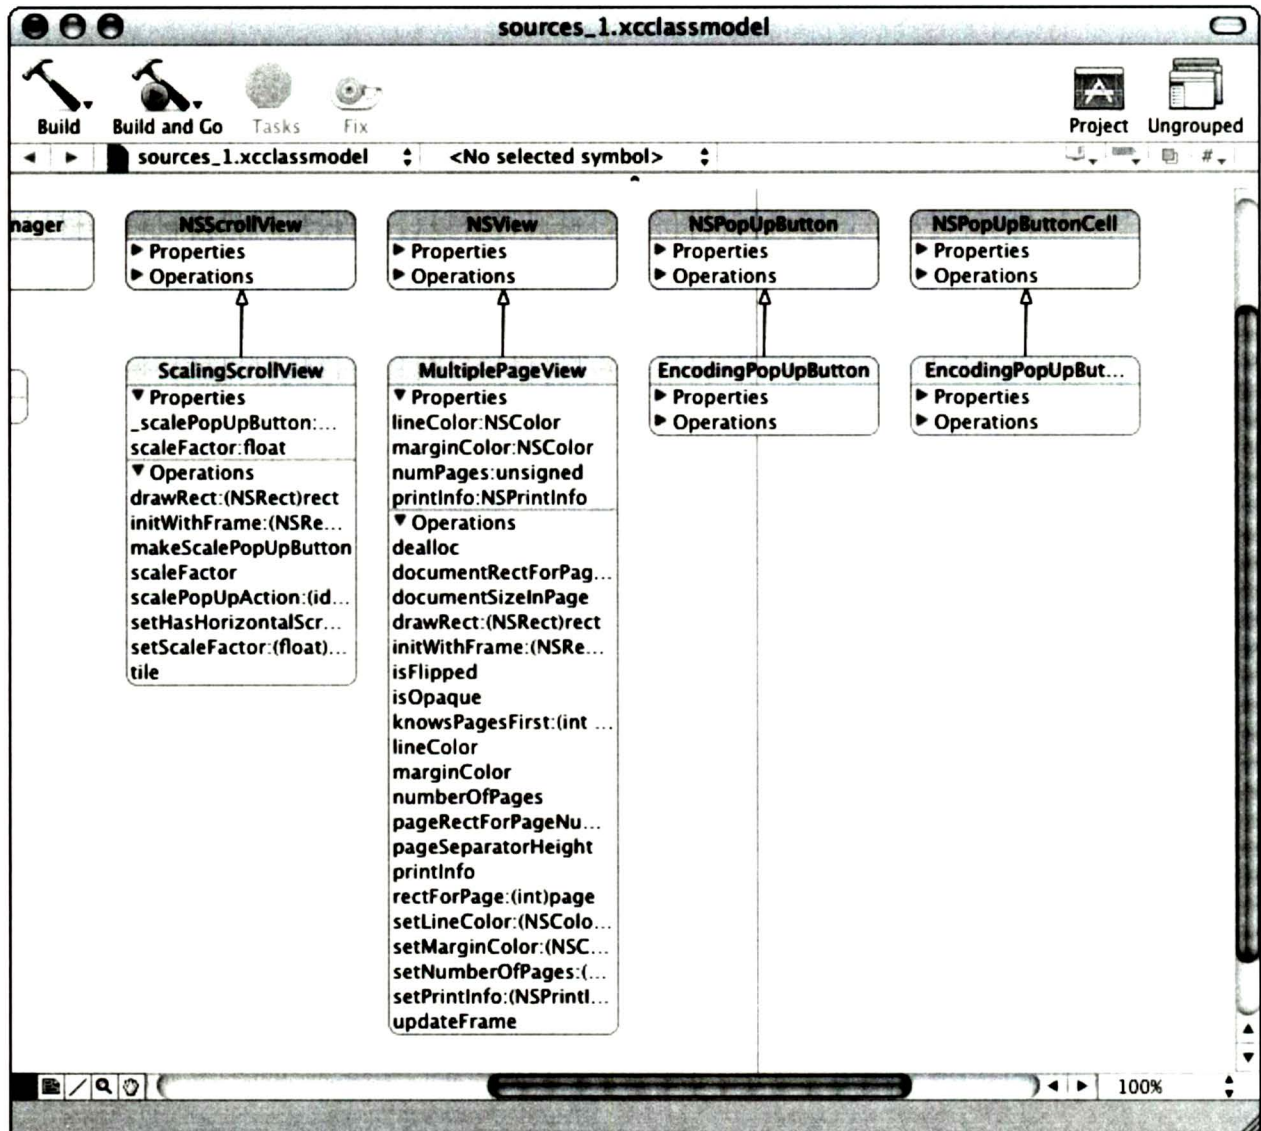 sources_1.xcclassmodel
Build
Build and Go
Tasks
Fix
Project
Ungrouped
sources_1.xcclassmodel
<No selected symbol>
#
nager
NSScrollView
Properties
Operations
NSView
Properties
Operations
NSPopUpButton
Properties
Operations
NSPopUpButtonCell
Properties
Operations
ScalingScrollView
Properties
_scalePopUpButton:...
scaleFactor:float
Operations
drawRect:(NSRect)rect
initWithFrame:(NSRe...
makeScalePopUpButton
scaleFactor
scalePopUpAction:(id...
setHasHorizontalScr...
setScaleFactor:(float)...
tile
MultiplePageView
Properties
lineColor:NSColor
marginColor:NSColor
numPages:unsigned
printInfo:NSPrintInfo
Operations
dealloc
documentRectForPag...
documentSizeInPage
drawRect:(NSRect)rect
initWithFrame:(NSRe...
isFlipped
isOpaque
knowsPagesFirst:(int ...
lineColor
marginColor
numberOfPages
pageRectForPageNu...
pageSeparatorHeight
printInfo
rectForPage:(int)page
setLineColor:(NSColo...
setMarginColor:(NSC...
setNumberOfPages:(...
setPrintInfo:(NSPrintI...
updateFrame
EncodingPopUpButton
Properties
Operations
EncodingPopUpBut...
Properties
Operations
100%